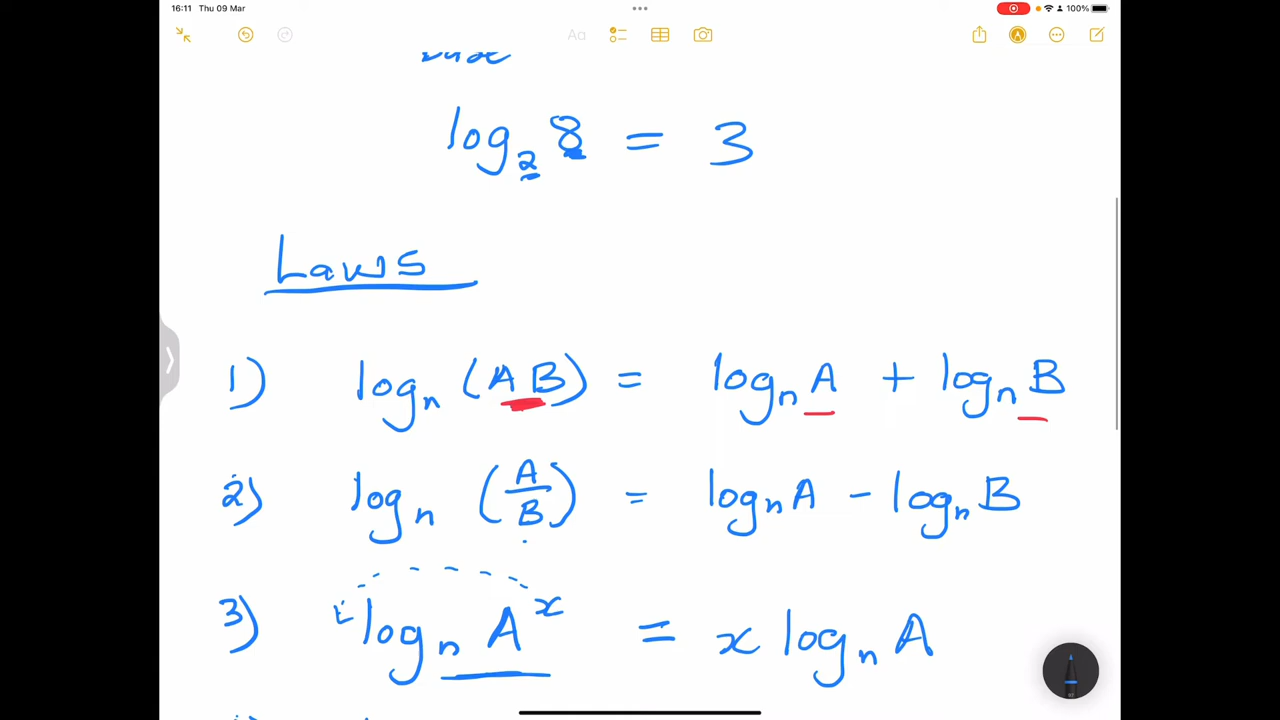 16:11 Thu 09 Mar 100%
Aa
base
log₂ 8 = 3
Laws
1) logₙ (AB) = logₙ A + logₙ B
2) logₙ (A/B) = logₙ A - logₙ B
3) logₙ Aˣ = x logₙ A